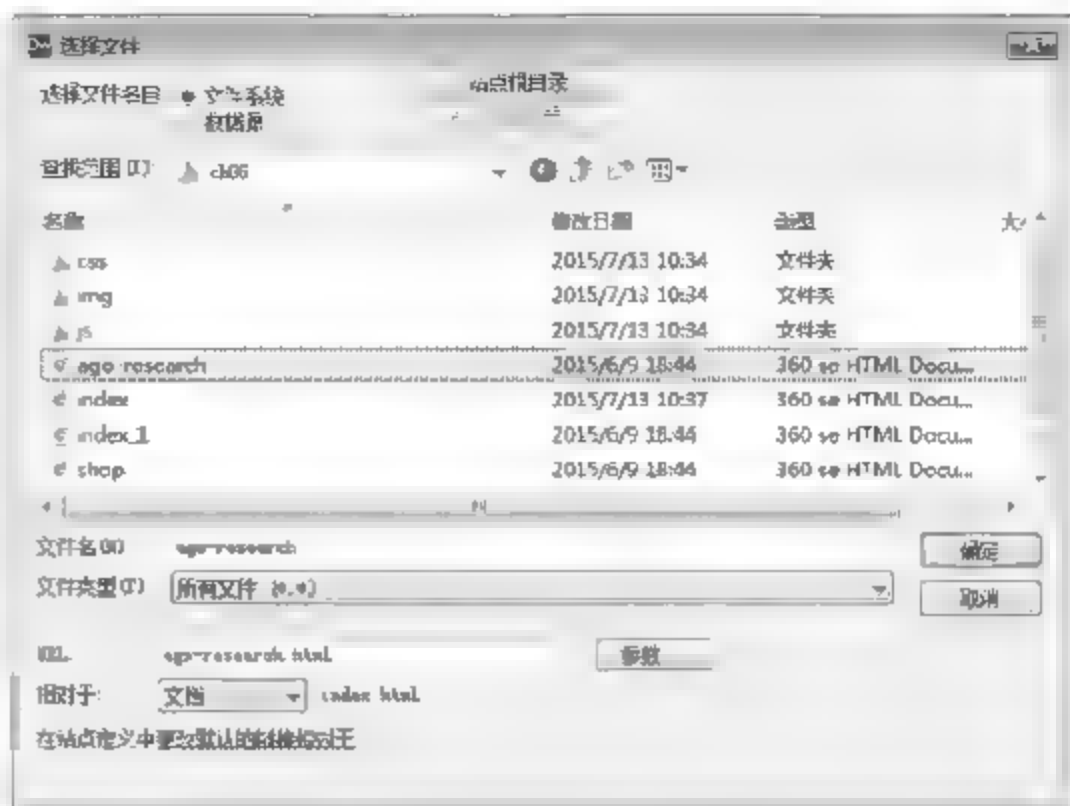 Dw 选择文件
选择文件名自 文件系统 站点根目录
数据源
查找范围(I): ch06
名称 修改日期 类型
css 2015/7/13 10:34 文件夹
img 2015/7/13 10:34 文件夹
js 2015/7/13 10:34 文件夹
ago-research 2015/6/9 18:44 360 se HTML Docu...
index 2015/7/13 10:37 360 se HTML Docu...
index_1 2015/6/9 18:44 360 se HTML Docu...
shop 2015/6/9 18:44 360 se HTML Docu...
文件名(N) ago-research 确定
文件类型(T) 所有文件 (*.*) 取消
URL: ago-research.html 参数
相对于: 文档 index.html
在站点定义中更改默认的链接相对于